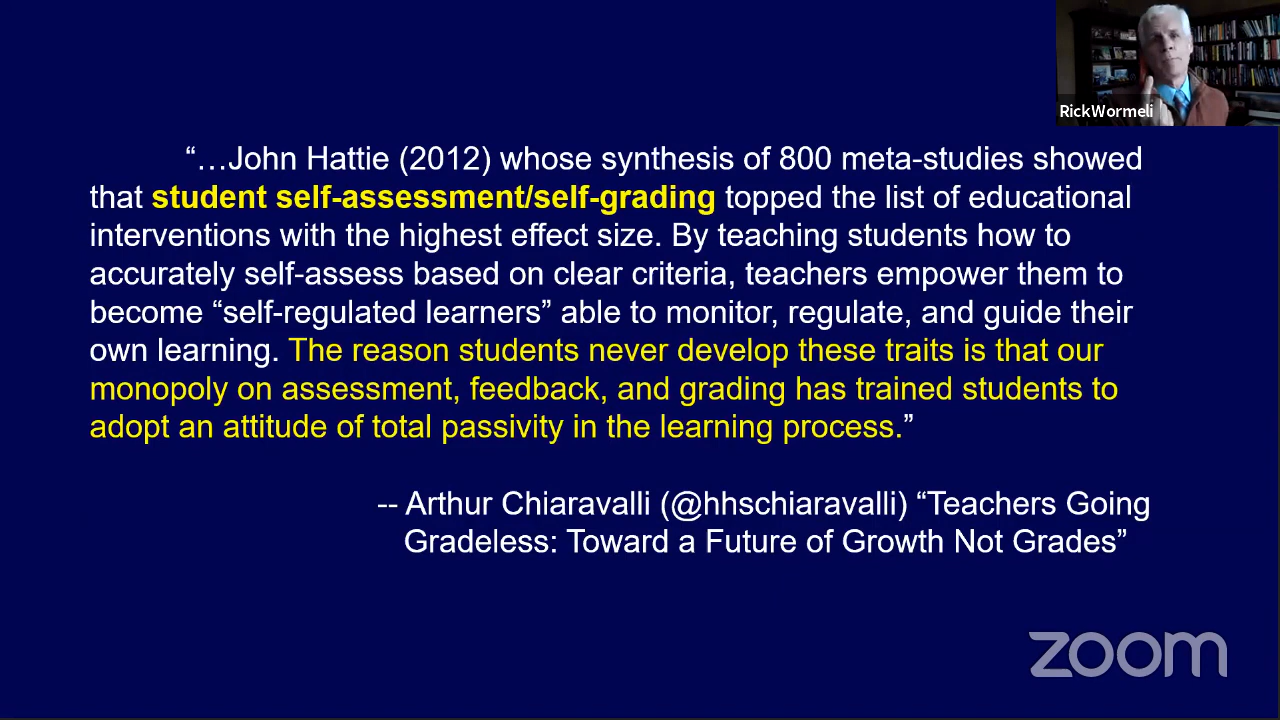 RickWormeli
“…John Hattie (2012) whose synthesis of 800 meta-studies showed
that student self-assessment/self-grading topped the list of educational
interventions with the highest effect size. By teaching students how to
accurately self-assess based on clear criteria, teachers empower them to
become “self-regulated learners” able to monitor, regulate, and guide their
own learning. The reason students never develop these traits is that our
monopoly on assessment, feedback, and grading has trained students to
adopt an attitude of total passivity in the learning process.”
-- Arthur Chiaravalli (@hhschiaravalli) “Teachers Going
Gradeless: Toward a Future of Growth Not Grades”
zoom